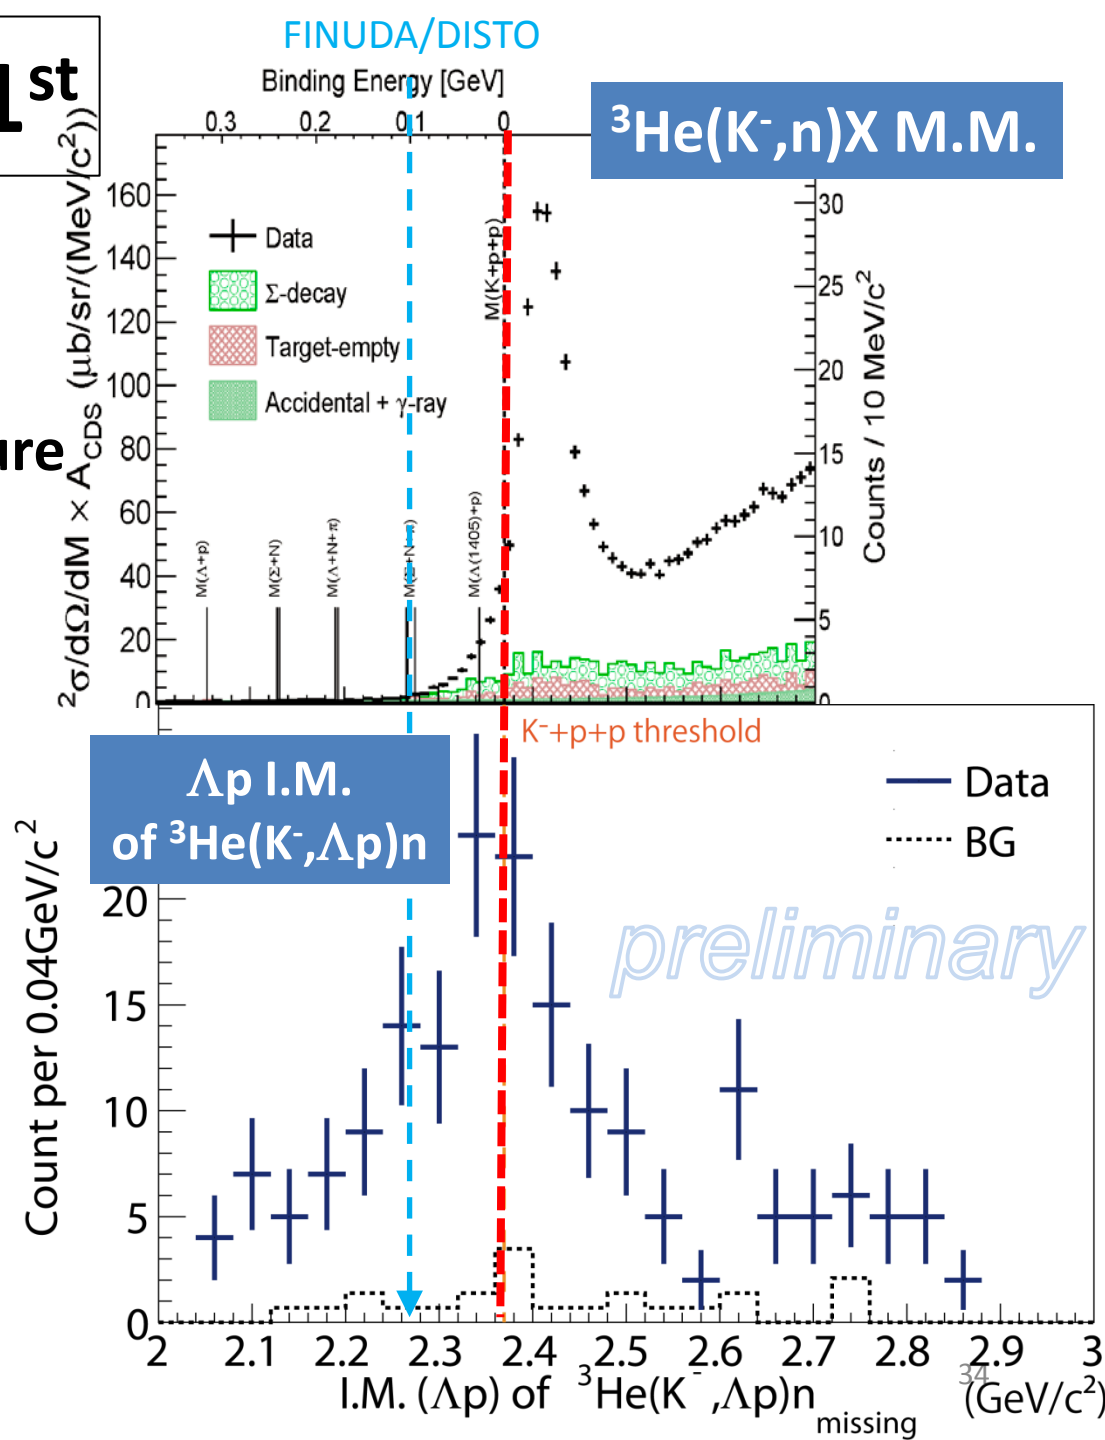 FINUDA/DISTO
1st
Binding Energy [GeV]
0.3 0.2 0.1 0
³He(K⁻,n)X M.M.
²σ/dΩ/dM × A_CDS (μb/sr/(MeV/c²))
160
140
120
100
80
60
40
20
0
Data
Σ-decay
Target-empty
Accidental + γ-ray
ure
M(K+p+p)
M(Λ+p)
M(Σ+N)
M(Λ+N+π)
M(Σ+N+π)
M(Λ(1405)+p)
30
25
20
15
10
5
0
Counts / 10 MeV/c²
K⁻+p+p threshold
Λp I.M.
of ³He(K⁻,Λp)n
Data
BG
preliminary
Count per 0.04GeV/c²
20
15
10
5
0
2 2.1 2.2 2.3 2.4 2.5 2.6 2.7 2.8 2.9 3
34
I.M. (Λp) of ³He(K⁻,Λp)n_missing (GeV/c²)